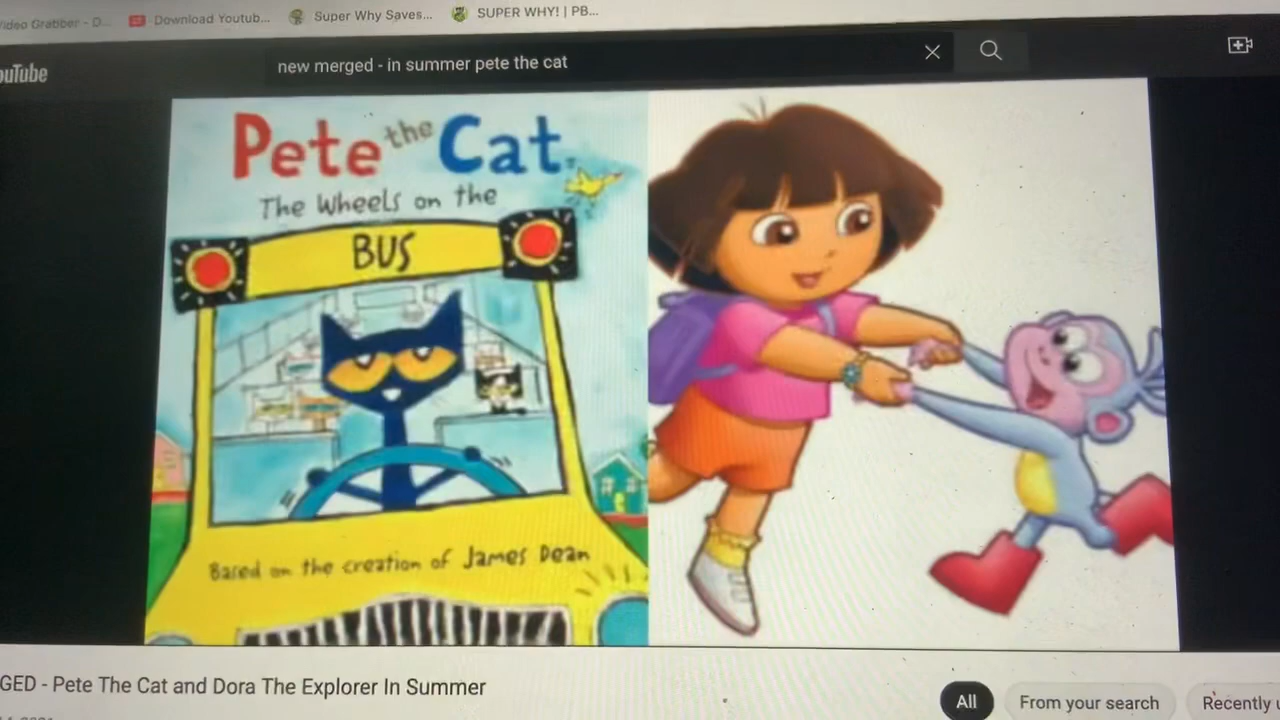 Video Grabber - D...
Download Youtub...
Super Why Saves...
SUPER WHY! | PB...
ouTube
new merged - in summer pete the cat
Pete the Cat
The Wheels on the
BUS
Based on the creation of James Dean
GED - Pete The Cat and Dora The Explorer In Summer
All
From your search
Recently u